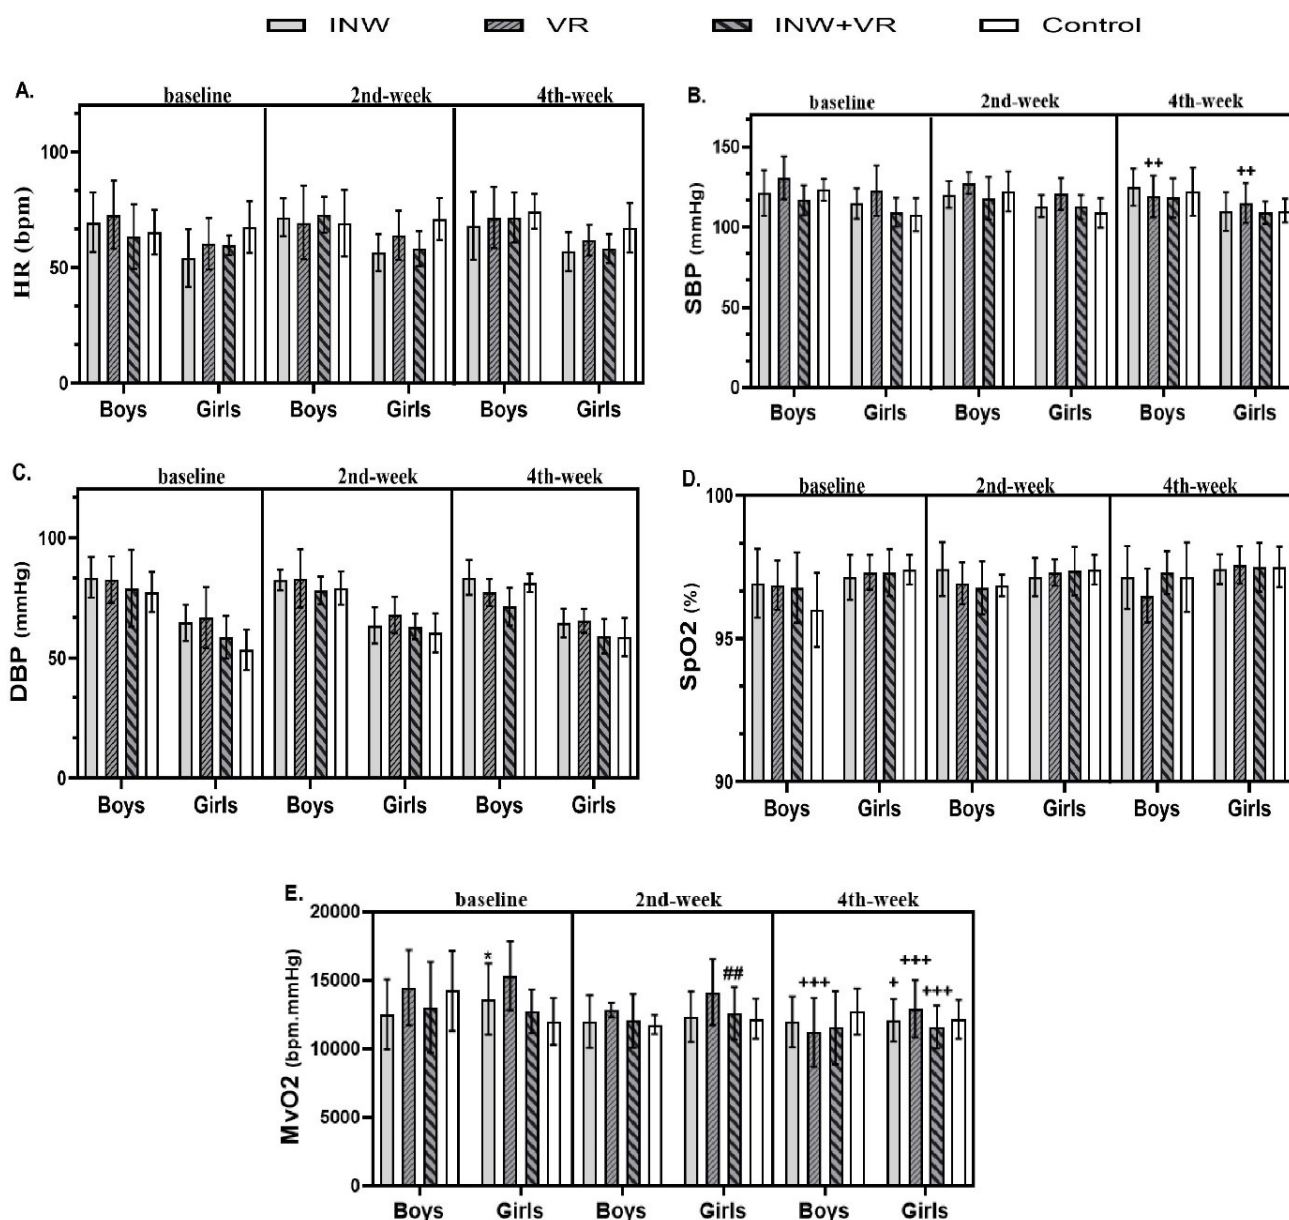 INW VR INW+VR Control
A.
baseline 2nd-week 4th-week
HR (bpm)
100
50
0
Boys Girls Boys Girls Boys Girls
B.
baseline 2nd-week 4th-week
SBP (mmHg)
150
100
50
0
++ ++
Boys Girls Boys Girls Boys Girls
C.
baseline 2nd-week 4th-week
DBP (mmHg)
100
50
0
Boys Girls Boys Girls Boys Girls
D.
baseline 2nd-week 4th-week
SpO2 (%)
100
95
90
Boys Girls Boys Girls Boys Girls
E.
baseline 2nd-week 4th-week
MvO2 (bpm.mmHg)
20000
15000
10000
5000
0
* ## +++ + +++ +++
Boys Girls Boys Girls Boys Girls